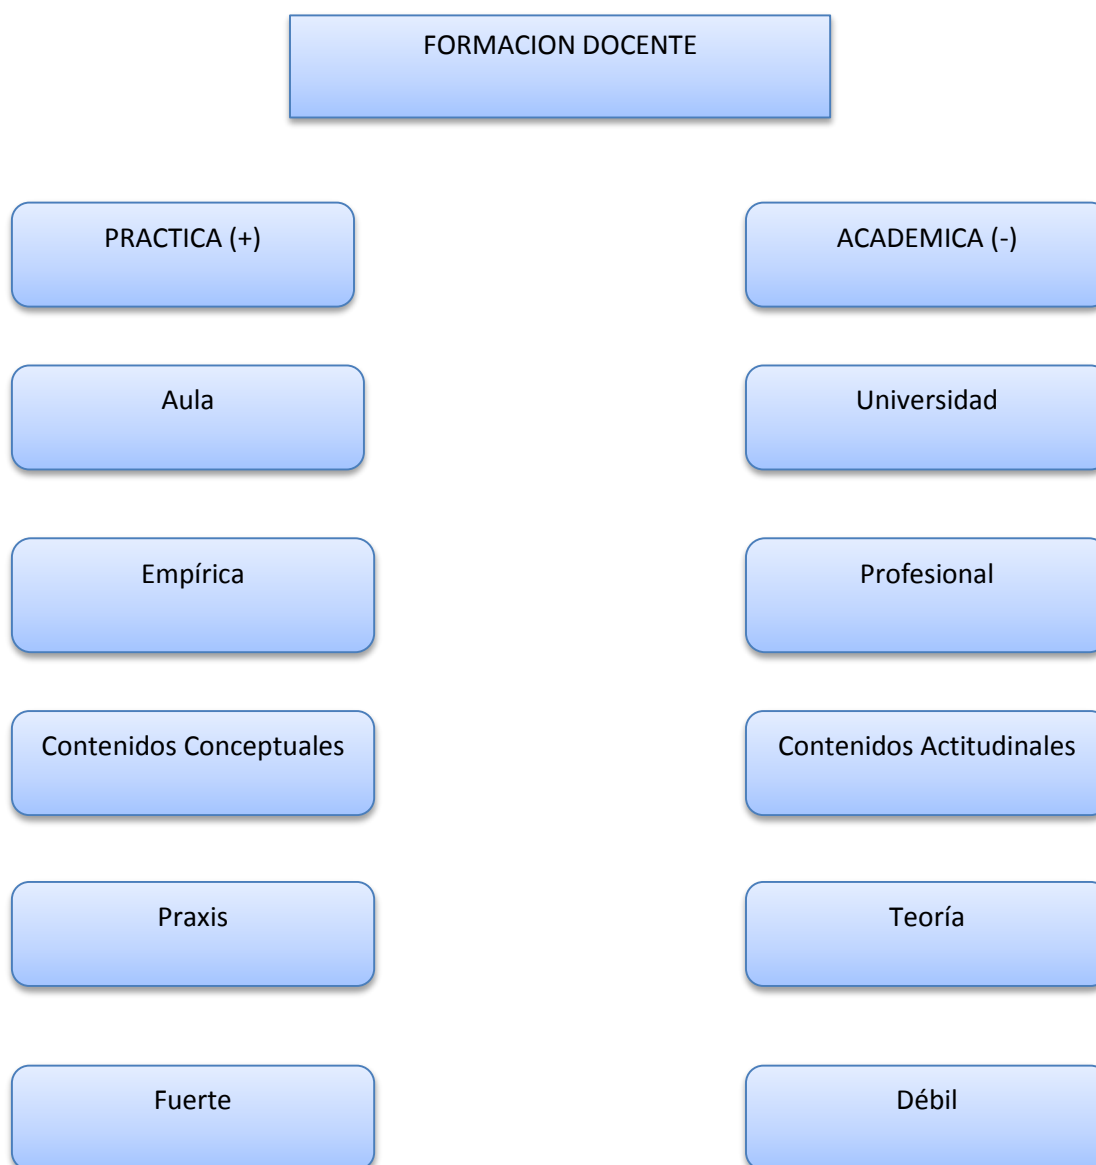 FORMACION DOCENTE
PRACTICA (+)
ACADEMICA (-)
Aula
Universidad
Empírica
Profesional
Contenidos Conceptuales
Contenidos Actitudinales
Praxis
Teoría
Fuerte
Débil